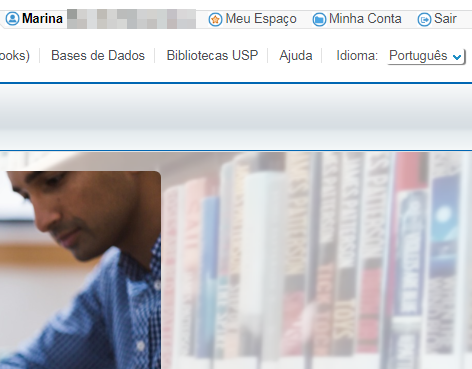 Marina Meu Espaço Minha Conta Sair
ooks) Bases de Dados Bibliotecas USP Ajuda Idioma: Português